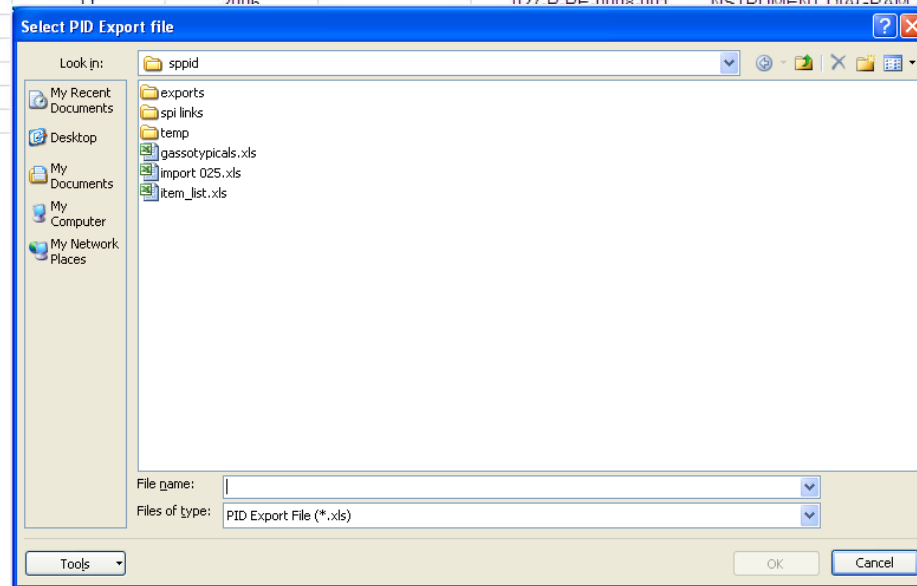 Select PID Export file
Look in:
sppid
My Recent
Documents
Desktop
My
Documents
My
Computer
My Network
Places
exports
spi links
temp
gassotypicals.xls
import 025.xls
item_list.xls
File name:
Files of type:
PID Export File (*.xls)
Tools
OK
Cancel